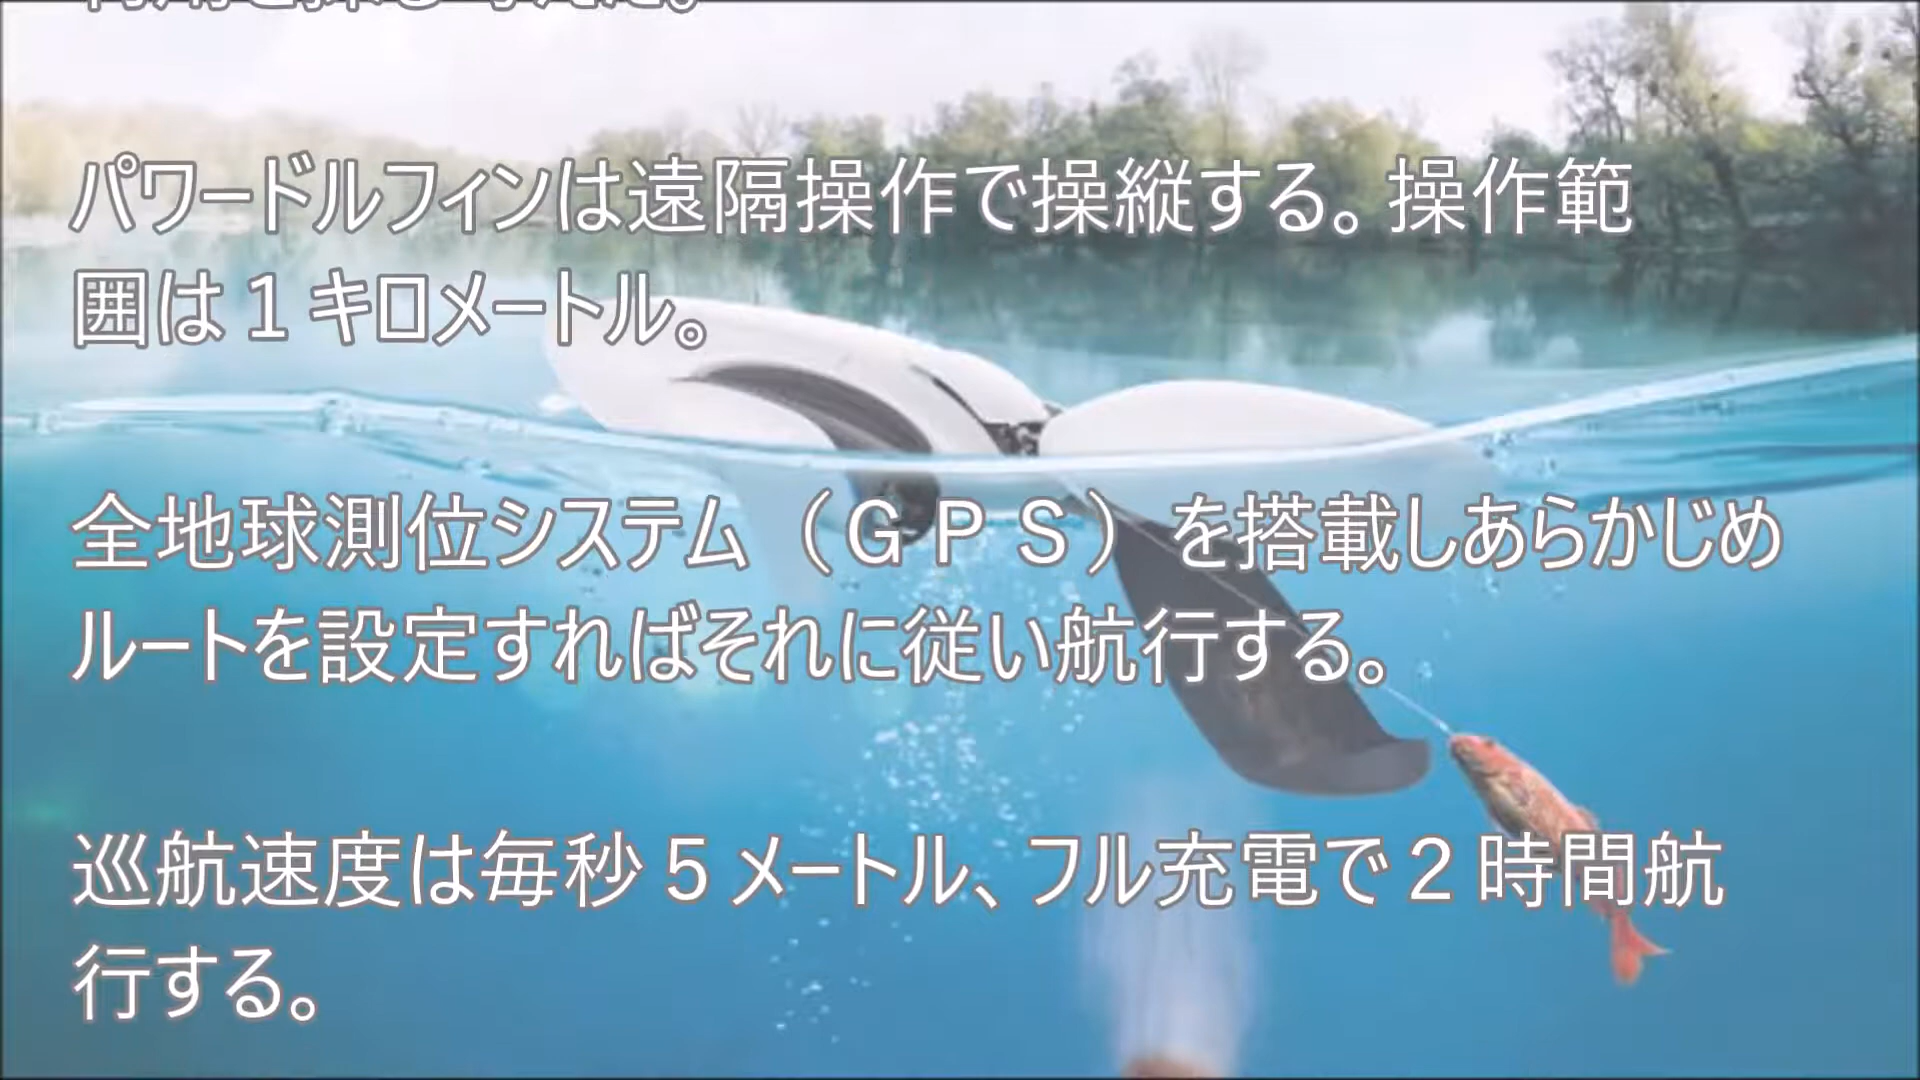 パワードルフィンは遠隔操作で操縦する。操作範
囲は１キロメートル。
全地球測位システム（ＧＰＳ）を搭載しあらかじめ
ルートを設定すればそれに従い航行する。
巡航速度は毎秒５メートル、フル充電で２時間航
行する。